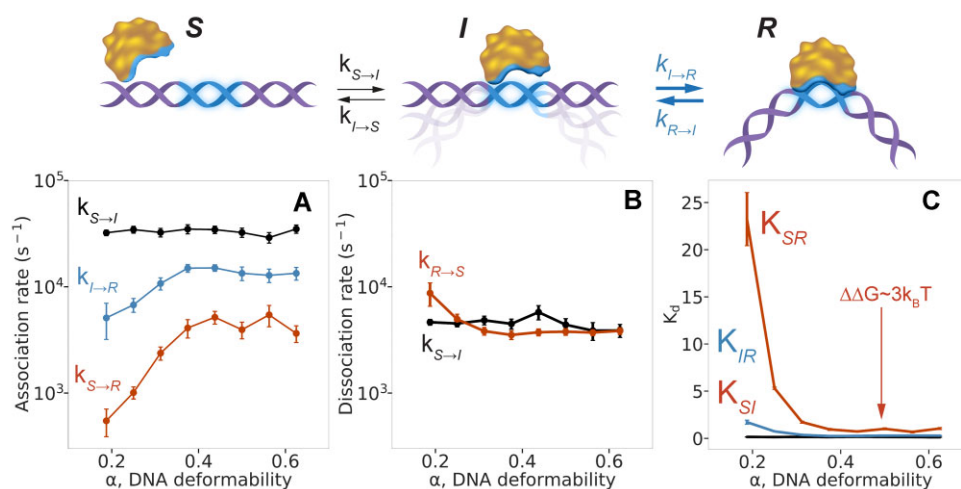 S
I
R
k_{S→I}
k_{I→S}
k_{I→R}
k_{R→I}
A
10^5
10^4
10^3
Association rate (s^{−1})
k_{S→I}
k_{I→R}
k_{S→R}
0.2 0.4 0.6
α, DNA deformability
B
10^5
10^4
10^3
Dissociation rate (s^{−1})
k_{R→S}
k_{S→I}
0.2 0.4 0.6
α, DNA deformability
C
25
20
15
10
5
0
K_d
K_{SR}
ΔΔG~3k_BT
K_{IR}
K_{SI}
0.2 0.4 0.6
α, DNA deformability